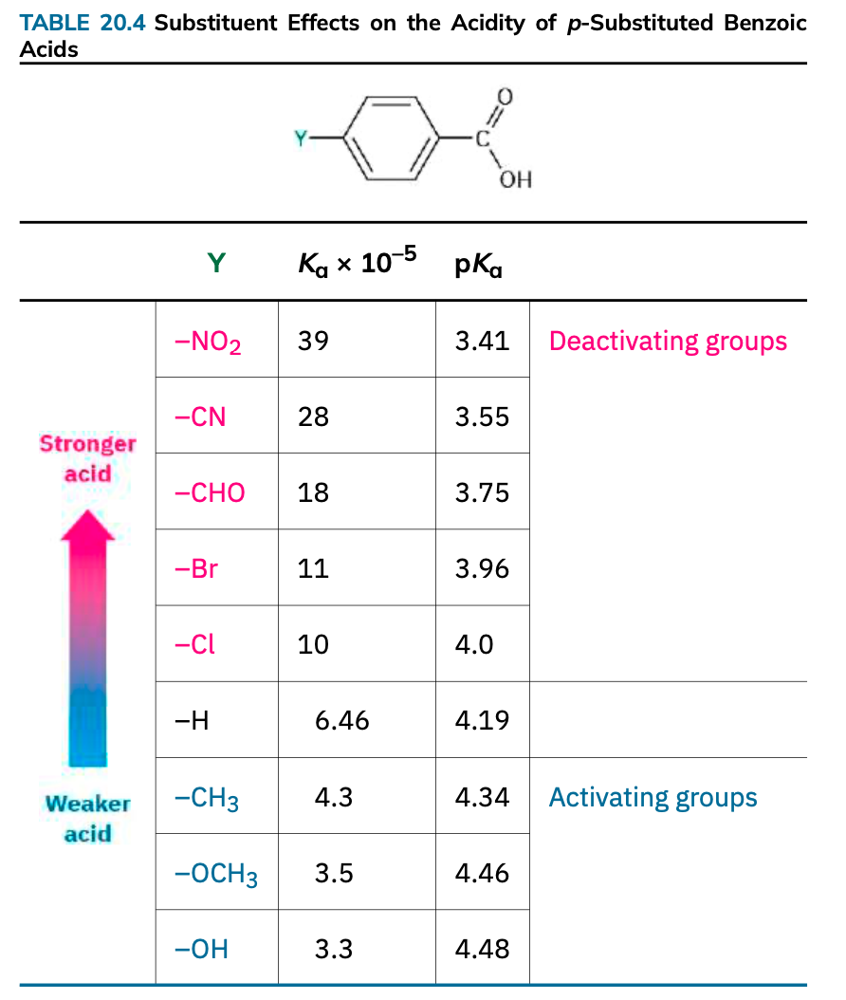 TABLE 20.4 Substituent Effects on the Acidity of p-Substituted Benzoic
Acids
O
Y
C
OH
Y Kₐ × 10⁻⁵ pKₐ
–NO₂ 39 3.41 Deactivating groups
–CN 28 3.55
Stronger
acid
–CHO 18 3.75
–Br 11 3.96
–Cl 10 4.0
–H 6.46 4.19
Weaker
acid
–CH₃ 4.3 4.34 Activating groups
–OCH₃ 3.5 4.46
–OH 3.3 4.48